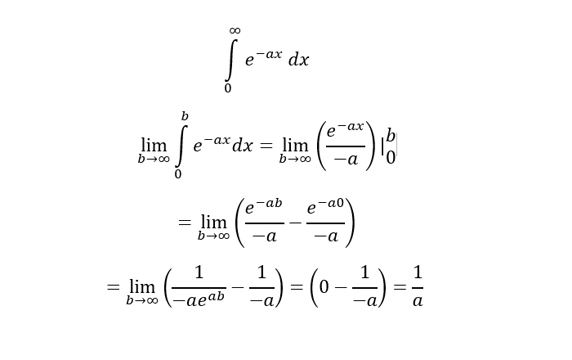 ∫₀^∞ e^{-ax} dx
lim_{b→∞} ∫₀^b e^{-ax} dx = lim_{b→∞} (e^{-ax}/-a) |₀^b
= lim_{b→∞} (e^{-ab}/-a − e^{-a0}/-a)
= lim_{b→∞} (1/-ae^{ab} − 1/-a) = (0 − 1/-a) = 1/a